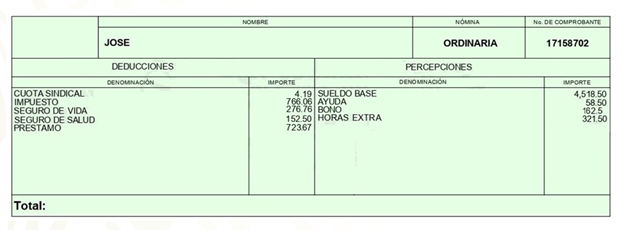 NOMBRE NÓMINA No. DE COMPROBANTE
JOSE ORDINARIA 17158702
DEDUCCIONES PERCEPCIONES
DENOMINACIÓN IMPORTE DENOMINACIÓN IMPORTE
CUOTA SINDICAL 4.19 SUELDO BASE 4,518.50
IMPUESTO 766.06 AYUDA 58.50
SEGURO DE VIDA 276.76 BONO 162.5
SEGURO DE SALUD 152.50 HORAS EXTRA 321.50
PRESTAMO 723.67
Total: